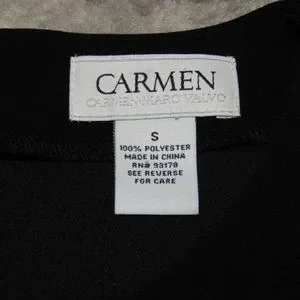 CARMEN
CARMEN MARC VALVO
S
100% POLYESTER
MADE IN CHINA
RN# 93178
SEE REVERSE
FOR CARE